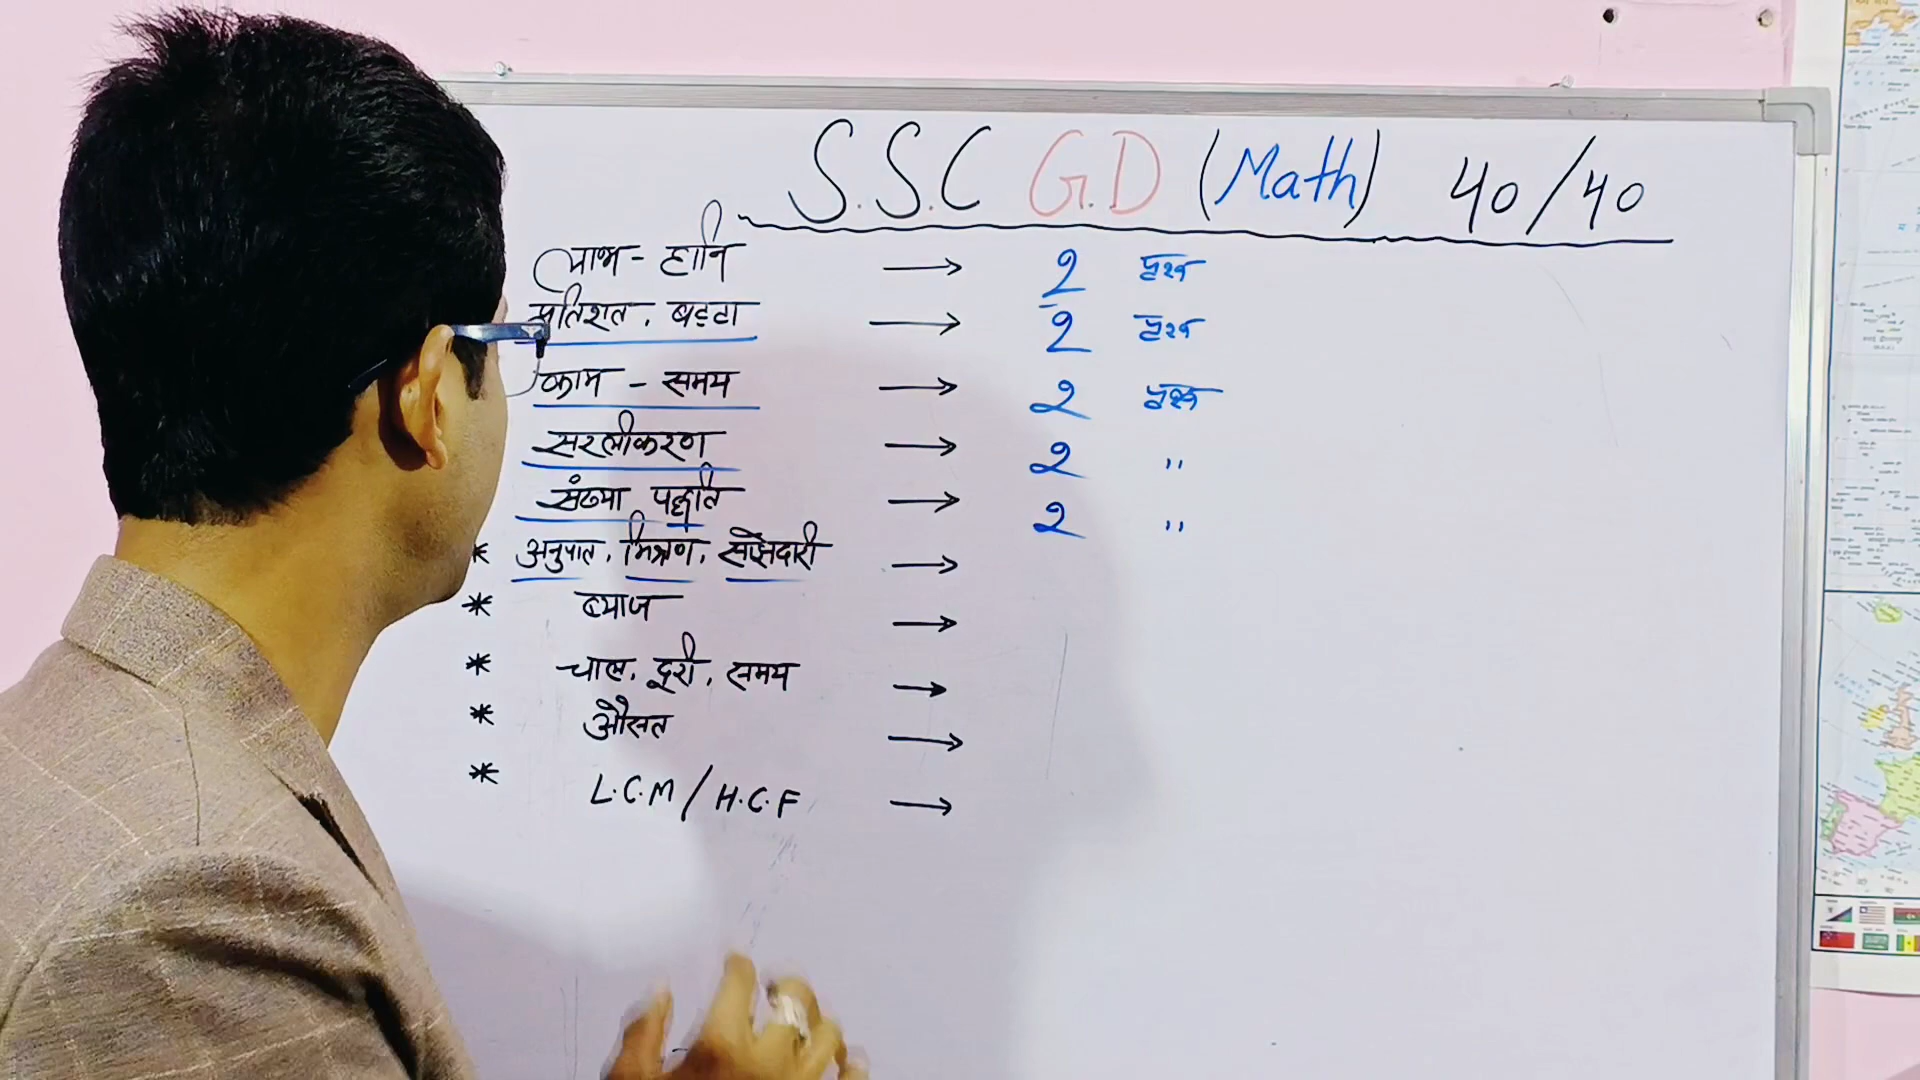 S.S.C G.D (Math) 40/40
लाभ - हानि → 2 प्रश्न
प्रतिशत, बट्टा → 2 प्रश्न
काम - समय → 2 प्रश्न
सरलीकरण → 2 "
संख्या पद्धति → 2 "
* अनुपात, मिश्रण, साझेदारी →
* ब्याज →
* चाल, दूरी, समय →
* औसत →
* L.C.M / H.C.F →